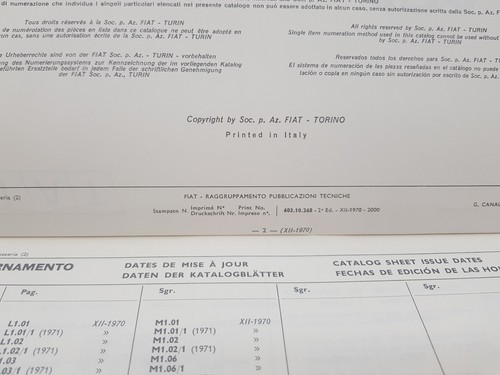 di numerazione che individua i singoli particolari elencati nel presente catalogo non può essere adottato in alcun caso, senza autorizzazione scritta della Soc. p. Az. F
Tous droits réservés à la Soc. p. Az. FIAT - TURIN
de numérotation des pièces en liste dans ce catalogue ne peut être adopté en
cun cas, sans une autorisation écrite de la Soc. p. Az. FIAT - TURIN
All rights reserved by Soc. p. Az. FIAT - TURIN
Single item numeration method used in this catalog cannot be used without
by Soc. p. Az. FIAT - TURIN
e Urheberrechte sind von der FIAT Soc. p. Az. TURIN - vorbehalten
ung des Numerierungssystems zur Kennzeichnung der im vorliegenden Katalog
geführten Ersatzteile bedarf in jedem Falle der schriftlichen Genehmigung
der FIAT Soc. p. Az., TURIN
Reservados todos los derechos para Soc. p. Az. FIAT - TURIN
El sistema de numeración de las piezas reseñadas en el catálogo no puede
tación o copia en ningún caso sin autorización por escrito de Soc. p. Az.
Copyright by Soc. p. Az. FIAT - TORINO
Printed in Italy
FIAT - RAGGRUPPAMENTO PUBBLICAZIONI TECNICHE
Stampato N. Imprimé Nº Print No. Druckschrift Nr. Impreso nº. 603.10.268 - 2ª Ed. - XII-1970 - 2000
G. CANAL
— 2 — (XII-1970)
RNAMENTO
DATES DE MISE À JOUR
DATEN DER KATALOGBLÄTTER
CATALOG SHEET ISSUE DATES
FECHAS DE EDICIÓN DE LAS HO
Pag. Sgr. Sgr. Sgr.
L1.01 XII-1970 M1.01 XII-1970
L1.01/1 (1971) » M1.01/1 (1971) »
L1.02 » M1.02 »
L1.02/1 (1971) » M1.02/1 (1971) »
1.03 » M1.06 »
.03/1 (1971) » M1.06/1 »